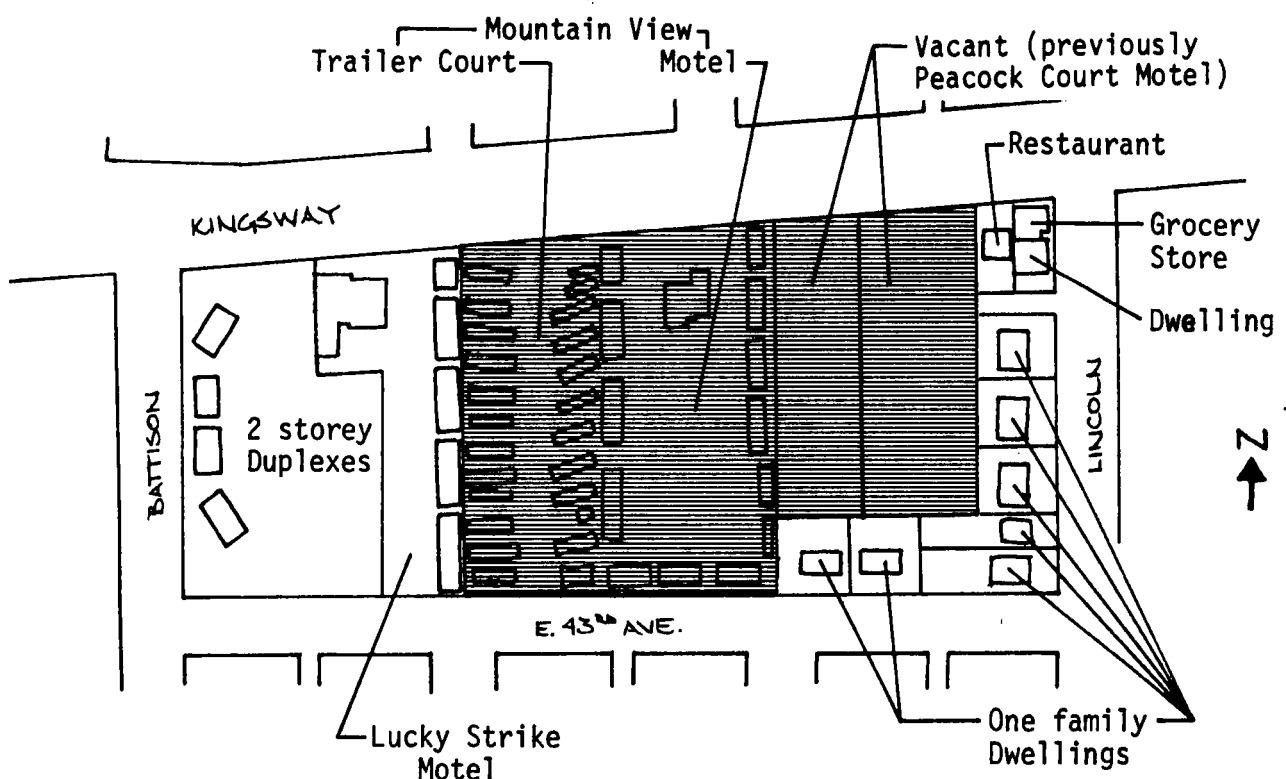 Mountain View
Trailer Court
Motel
Vacant (previously
Peacock Court Motel)
Restaurant
KINGSWAY
Grocery
Store
Dwelling
BATTISON
2 storey
Duplexes
LINCOLN
N
E. 43RD AVE.
Lucky Strike
Motel
One family
Dwellings